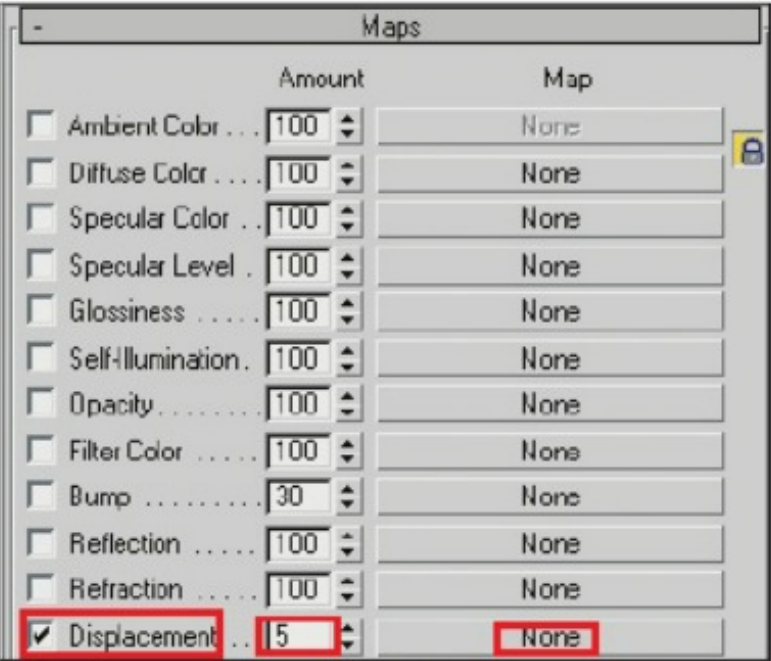 - Maps
Amount Map
Ambient Color . . . 100 None
Diffuse Color . . . . 100 None
Specular Color . . 100 None
Specular Level . 100 None
Glossiness . . . . . 100 None
Self-Illumination . 100 None
Opacity . . . . . . . 100 None
Filter Color . . . . . 100 None
Bump . . . . . . . . . 30 None
Reflection . . . . . 100 None
Refraction . . . . . 100 None
Displacement . . 5 None